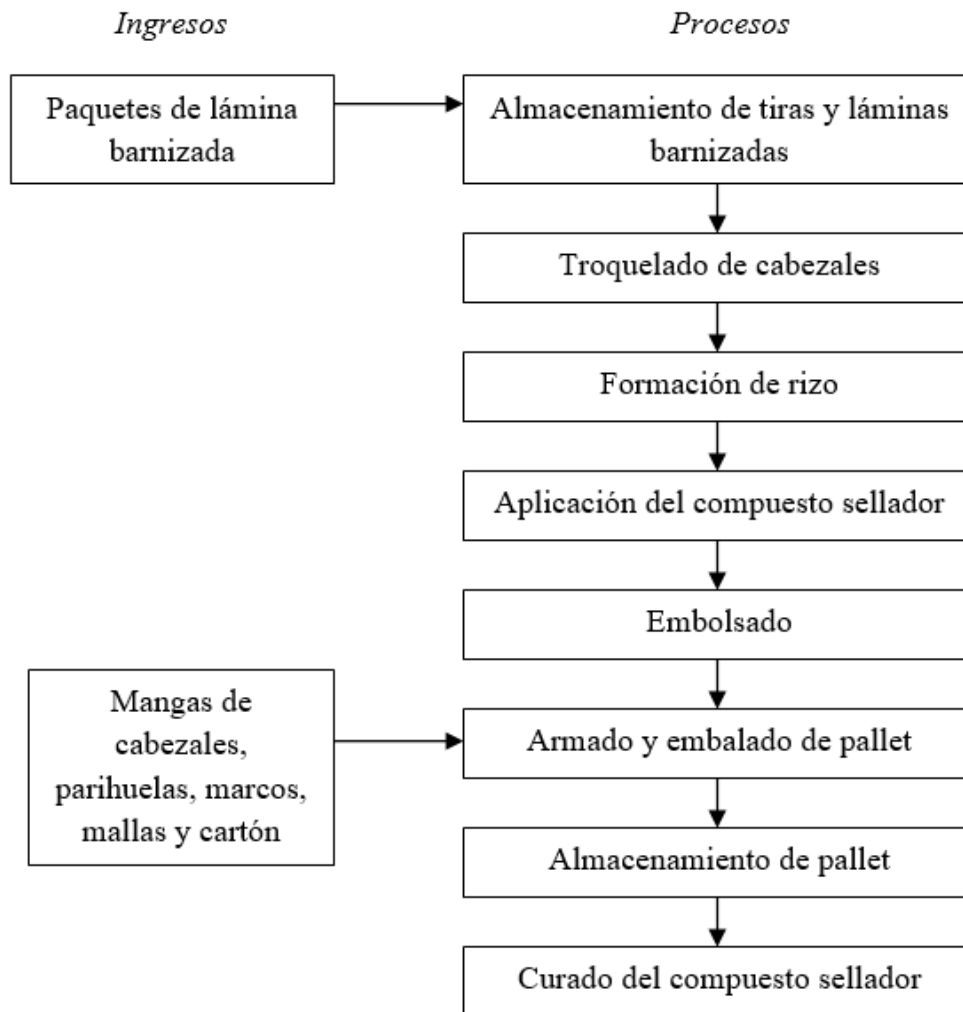 Ingresos
Procesos
Paquetes de lámina
barnizada
Almacenamiento de tiras y láminas
barnizadas
Troquelado de cabezales
Formación de rizo
Aplicación del compuesto sellador
Embolsado
Mangas de
cabezales,
parihuelas, marcos,
mallas y cartón
Armado y embalado de pallet
Almacenamiento de pallet
Curado del compuesto sellador